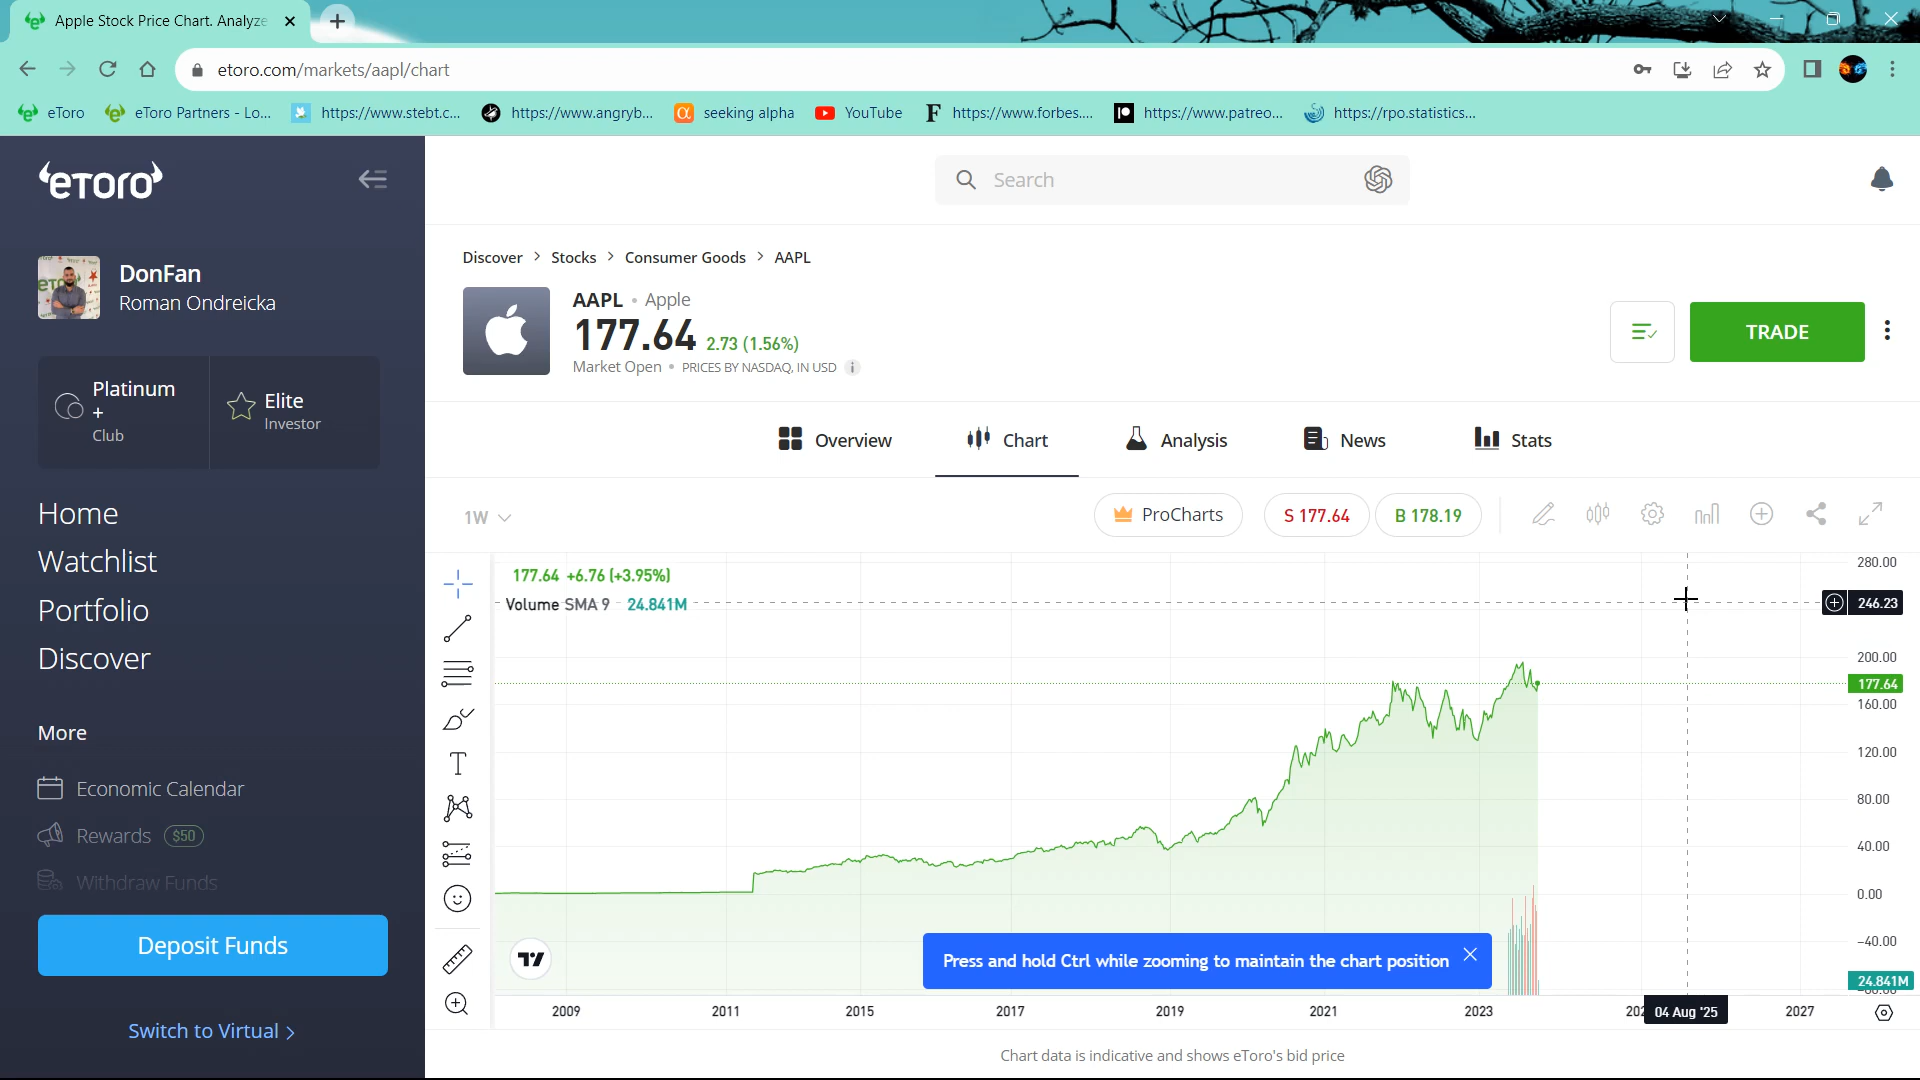 Apple Stock Price Chart. Analyze
etoro.com/markets/aapl/chart
eToro
eToro Partners - Lo...
https://www.stebt.c...
https://www.angryb...
seeking alpha
YouTube
https://www.forbes....
https://www.patreo...
https://rpo.statistics...
eToro
Search
DonFan
Roman Ondreicka
Platinum
+
Club
Elite
Investor
Home
Watchlist
Portfolio
Discover
More
Economic Calendar
Rewards $50
Withdraw Funds
Deposit Funds
Switch to Virtual >
Discover > Stocks > Consumer Goods > AAPL
AAPL • Apple
177.64 2.73 (1.56%)
Market Open • PRICES BY NASDAQ, IN USD i
TRADE
Overview
Chart
Analysis
News
Stats
1W
ProCharts
S 177.64
B 178.19
177.64 +6.76 (+3.95%)
Volume SMA 9 24.841M
280.00
246.23
200.00
177.64
160.00
120.00
80.00
40.00
0.00
-40.00
24.841M
Press and hold Ctrl while zooming to maintain the chart position
2009
2011
2015
2017
2019
2021
2023
04 Aug '25
2027
Chart data is indicative and shows eToro's bid price